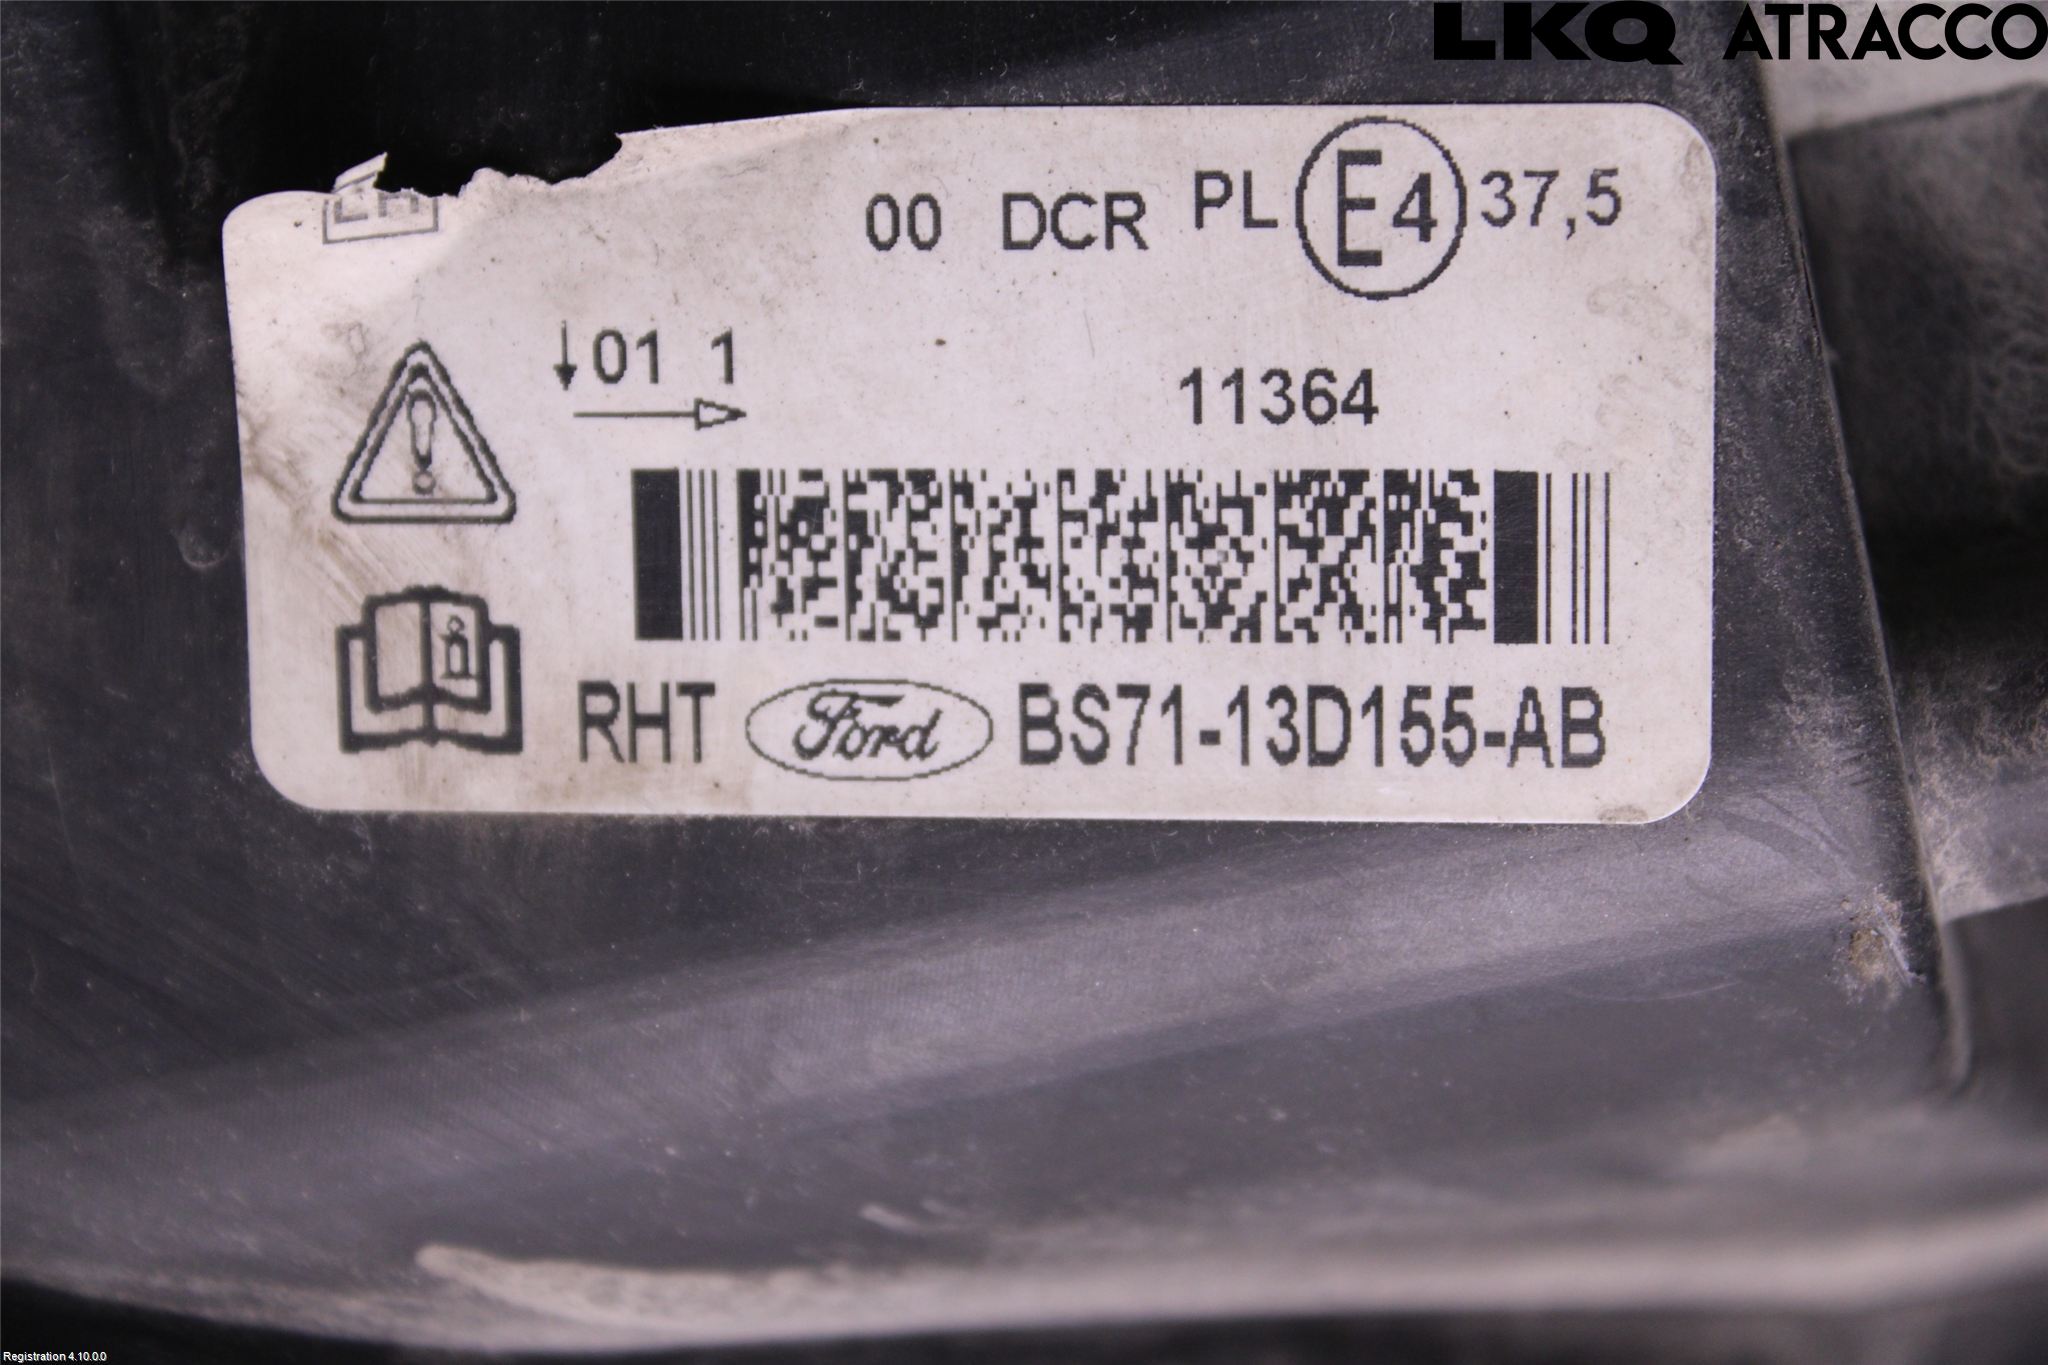 LKQ ATRACCO
00 DCR PL E4 37,5
↓01 1
11364
RHT Ford BS71-13D155-AB
Registration 4.10.0.0